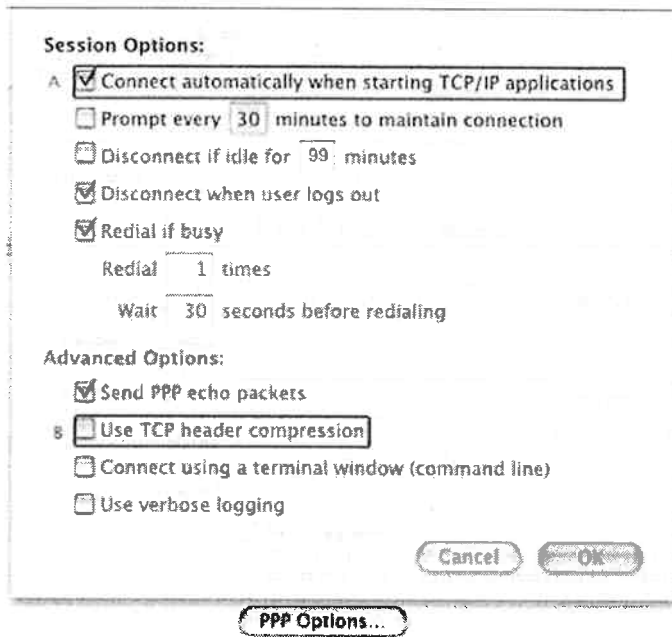 Session Options:
A Connect automatically when starting TCP/IP applications
Prompt every 30 minutes to maintain connection
Disconnect if idle for 99 minutes
Disconnect when user logs out
Redial if busy
Redial 1 times
Wait 30 seconds before redialing
Advanced Options:
Send PPP echo packets
B Use TCP header compression
Connect using a terminal window (command line)
Use verbose logging
Cancel OK
PPP Options...